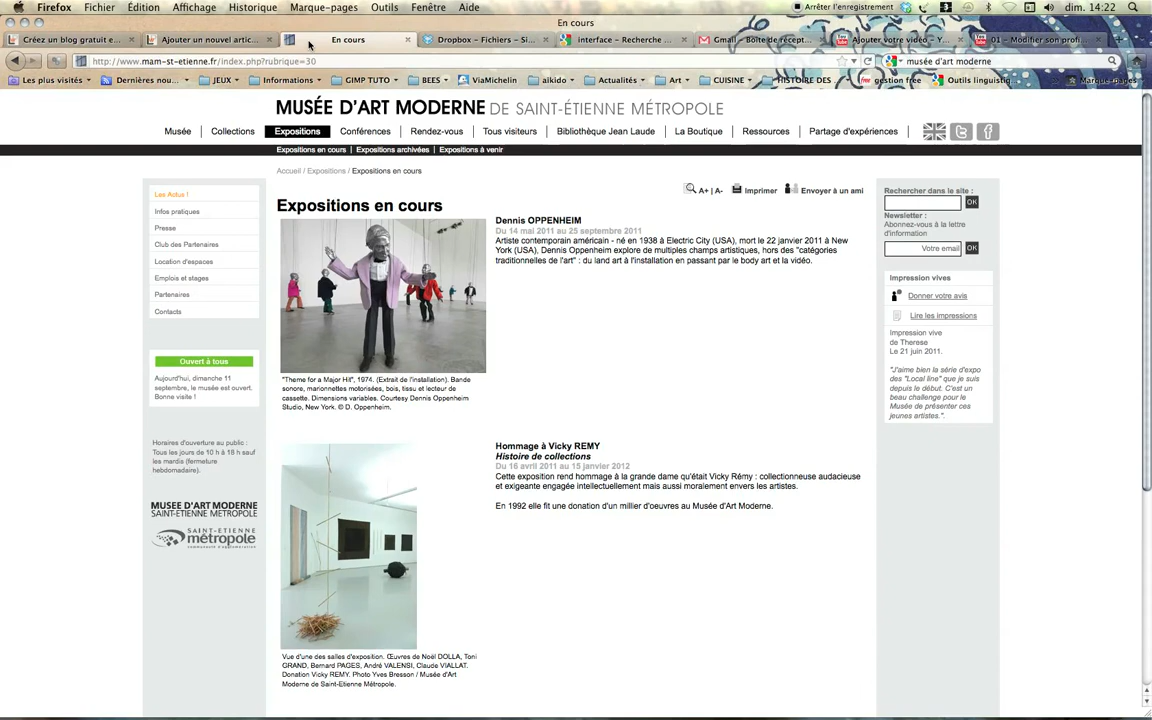 Firefox Fichier Édition Affichage Historique Marque-pages Outils Fenêtre Aide Arrêter l'enregistrement dim. 14:22
En cours
Créez un blog gratuit e... Ajouter un nouvel artic... En cours Dropbox – Fichiers – Si... interface – Recherche ... Gmail – Boîte de récept... Ajouter votre vidéo – Y... 01 – Modifier son profi...
http://www.mam-st-etienne.fr/index.php?rubrique=30 musée d'art moderne
Les plus visités Dernières nou... JEUX Informations GIMP TUTO BEES ViaMichelin aikido Actualités Art CUISINE HISTOIRE DES gestion free Outils linguistiq... Marque-pages
MUSÉE D'ART MODERNE DE SAINT-ÉTIENNE MÉTROPOLE
Musée Collections Expositions Conférences Rendez-vous Tous visiteurs Bibliothèque Jean Laude La Boutique Ressources Partage d'expériences
Expositions en cours | Expositions archivées | Expositions à venir
Accueil / Expositions / Expositions en cours
A+ | A- Imprimer Envoyer à un ami
Les Actus !
Infos pratiques
Presse
Club des Partenaires
Location d'espaces
Emplois et stages
Partenaires
Contacts
Ouvert à tous
Aujourd'hui, dimanche 11
septembre, le musée est ouvert.
Bonne visite !
Horaires d'ouverture au public :
Tous les jours de 10 h à 18 h sauf
les mardis (fermeture
hebdomadaire).
MUSEE D'ART MODERNE
SAINT-ETIENNE METROPOLE
SAINT-ETIENNE
métropole
communauté d'agglomération
Expositions en cours
Dennis OPPENHEIM
Du 14 mai 2011 au 25 septembre 2011
Artiste contemporain américain - né en 1938 à Electric City (USA), mort le 22 janvier 2011 à New
York (USA), Dennis Oppenheim explore de multiples champs artistiques, hors des "catégories
traditionnelles de l'art" : du land art à l'installation en passant par le body art et la vidéo.
"Theme for a Major Hit", 1974. (Extrait de l'installation). Bande
sonore, marionnettes motorisées, bois, tissu et lecteur de
cassette. Dimensions variables. Courtesy Dennis Oppenheim
Studio, New York. © D. Oppenheim.
Hommage à Vicky REMY
Histoire de collections
Du 16 avril 2011 au 15 janvier 2012
Cette exposition rend hommage à la grande dame qu'était Vicky Rémy : collectionneuse audacieuse
et exigeante engagée intellectuellement mais aussi moralement envers les artistes.
En 1992 elle fit une donation d'un millier d'oeuvres au Musée d'Art Moderne.
Vue d'une des salles d'exposition. Œuvres de Noël DOLLA, Toni
GRAND, Bernard PAGES, André VALENSI, Claude VIALLAT.
Donation Vicky REMY. Photo Yves Bresson / Musée d'Art
Moderne de Saint-Etienne Métropole.
Rechercher dans le site :
OK
Newsletter :
Abonnez-vous à la lettre
d'information
Votre email OK
Impression vives
Donner votre avis
Lire les impressions
Impression vive
de Therese
Le 21 juin 2011.
"J'aime bien la série d'expo
des "Local line" que je suis
depuis le début. C'est un
beau challenge pour le
Musée de présenter ces
jeunes artistes.".